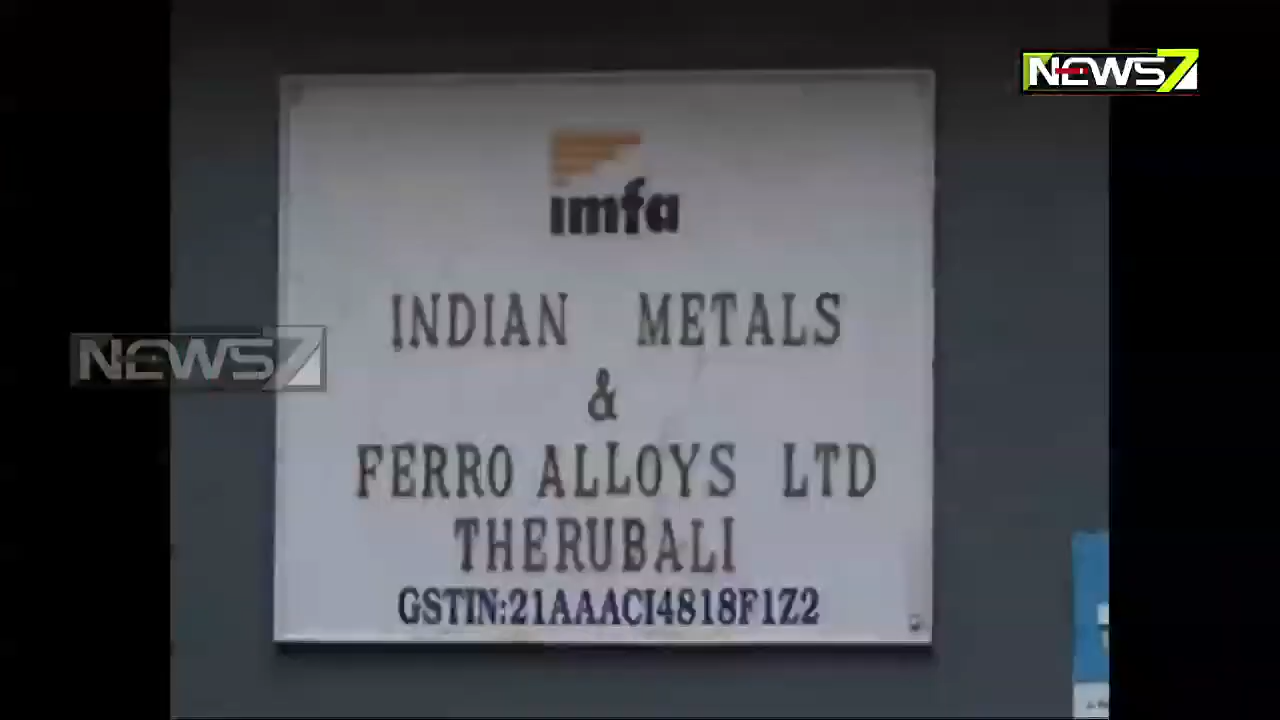 NEWS7
imfa
INDIAN METALS
&
FERRO ALLOYS LTD
THERUBALI
GSTIN:21AAACI4818F1Z2
NEWS7